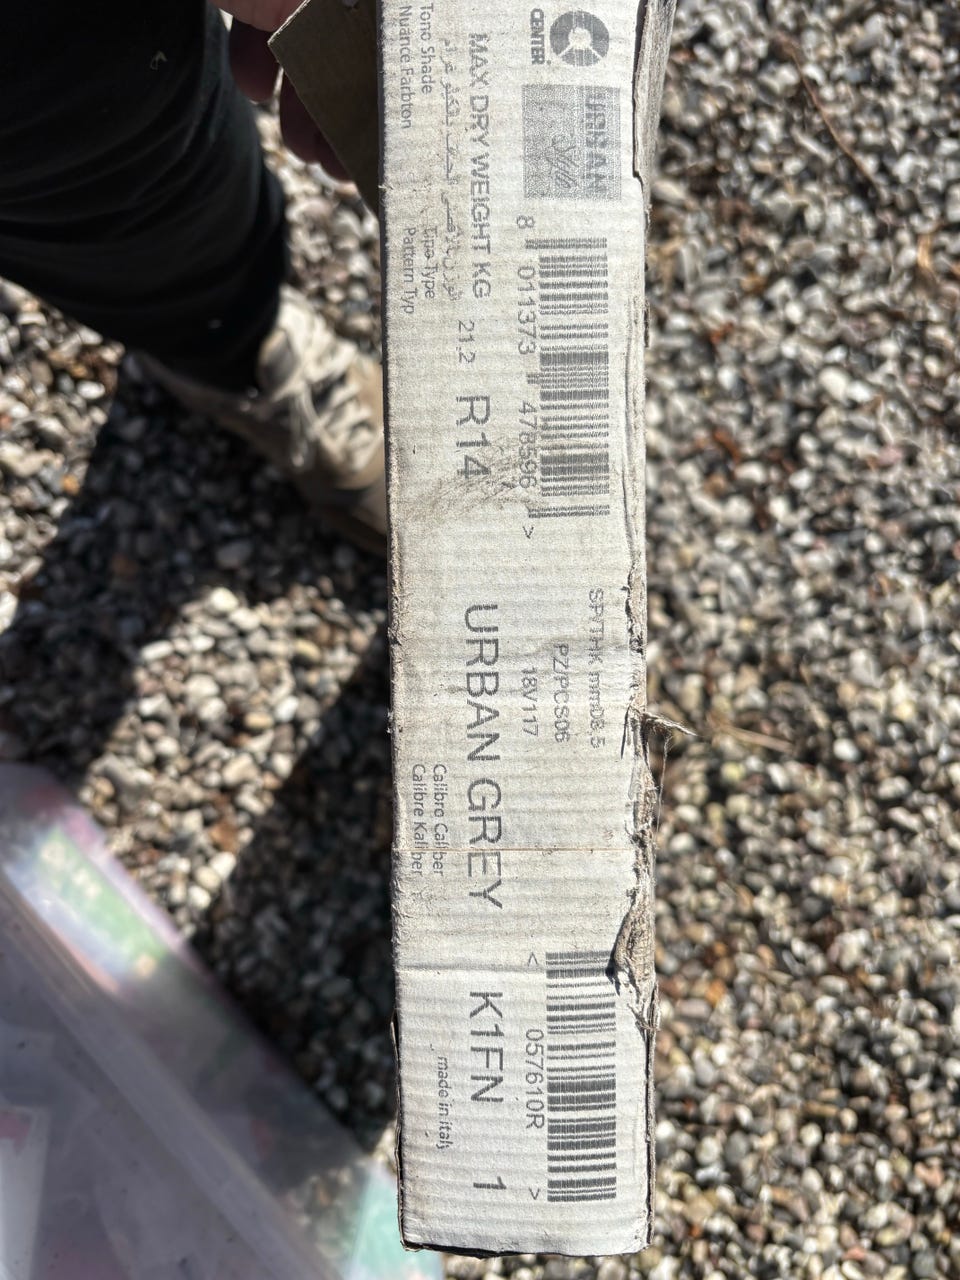 CENTER®
URBAN
Style
8 011373 478596 >
SP/THK mm08.5
PZ/PCS06
18V117
< 057610R >
MAX DRY WEIGHT KG 21.2 R14 URBAN GREY K1FN 1
Tono Shade
Nuance Farbton
Tipo Type
Pattern Typ
Calibro Caliber
Calibre Kaliber
made in italy